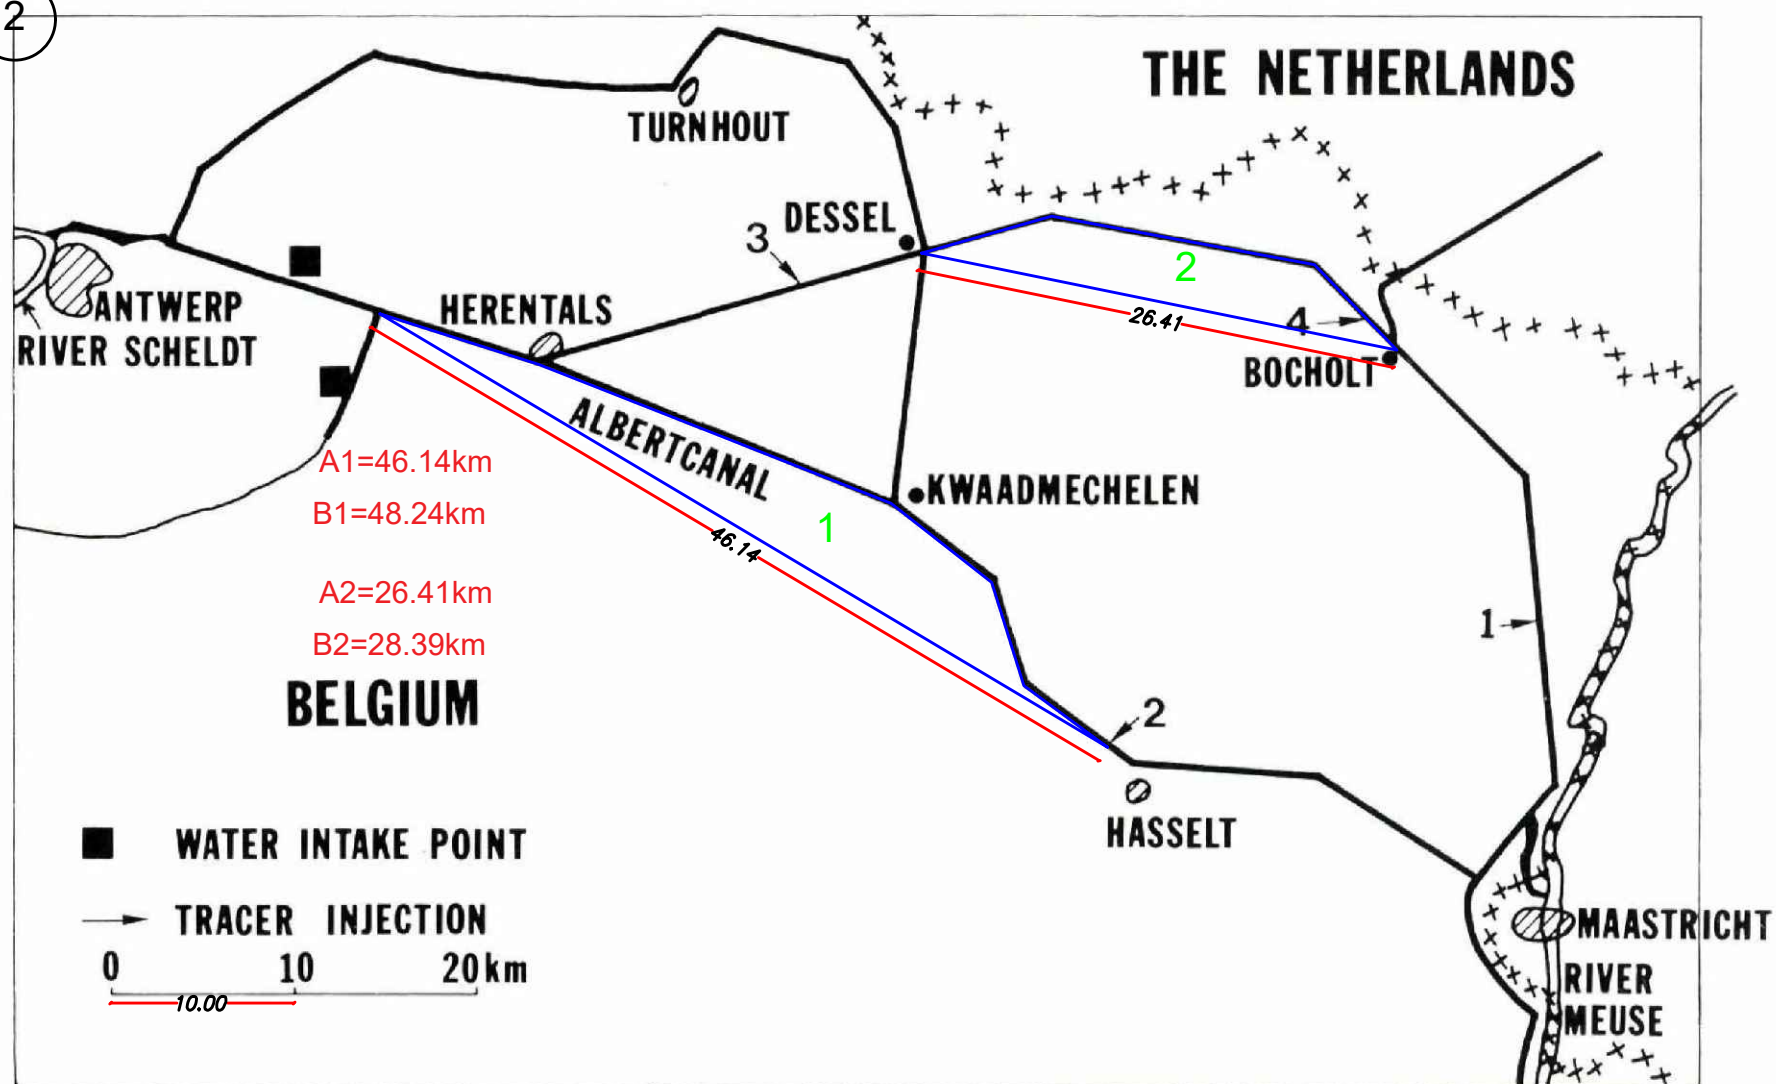 2
THE NETHERLANDS
TURNHOUT
DESSEL
3
2
HERENTALS
ANTWERP
26.41
4
RIVER SCHELDT
BOCHOLT
ALBERTCANAL
A1=46.14km
KWAADMECHELEN
B1=48.24km
1
46.14
A2=26.41km
1
B2=28.39km
BELGIUM
2
HASSELT
WATER INTAKE POINT
TRACER INJECTION
MAASTRICHT
0 10 20km
RIVER
MEUSE
10.00